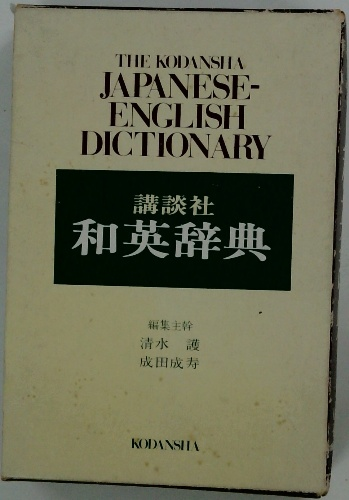 THE KODANSHA
JAPANESE-
ENGLISH
DICTIONARY
講談社
和英辞典
編集主幹
清水 護
成田成寿
KODANSHA